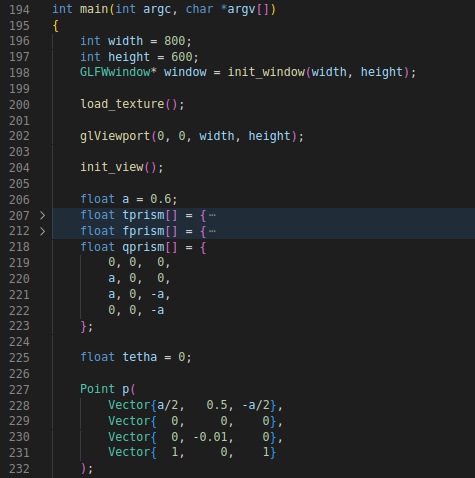 194 int main(int argc, char *argv[])
195 {
196     int width = 800;
197     int height = 600;
198     GLFWwindow* window = init_window(width, height);
199
200     load_texture();
201
202     glViewport(0, 0, width, height);
203
204     init_view();
205
206     float a = 0.6;
207 > float tprism[] = {⋯
212 > float fprism[] = {⋯
218     float qprism[] = {
219         0, 0,  0,
220         a, 0,  0,
221         a, 0, -a,
222         0, 0, -a
223     };
224
225     float tetha = 0;
226
227     Point p(
228         Vector{a/2,   0.5, -a/2},
229         Vector{  0,     0,    0},
230         Vector{  0, -0.01,    0},
231         Vector{  1,     0,    1}
232     );